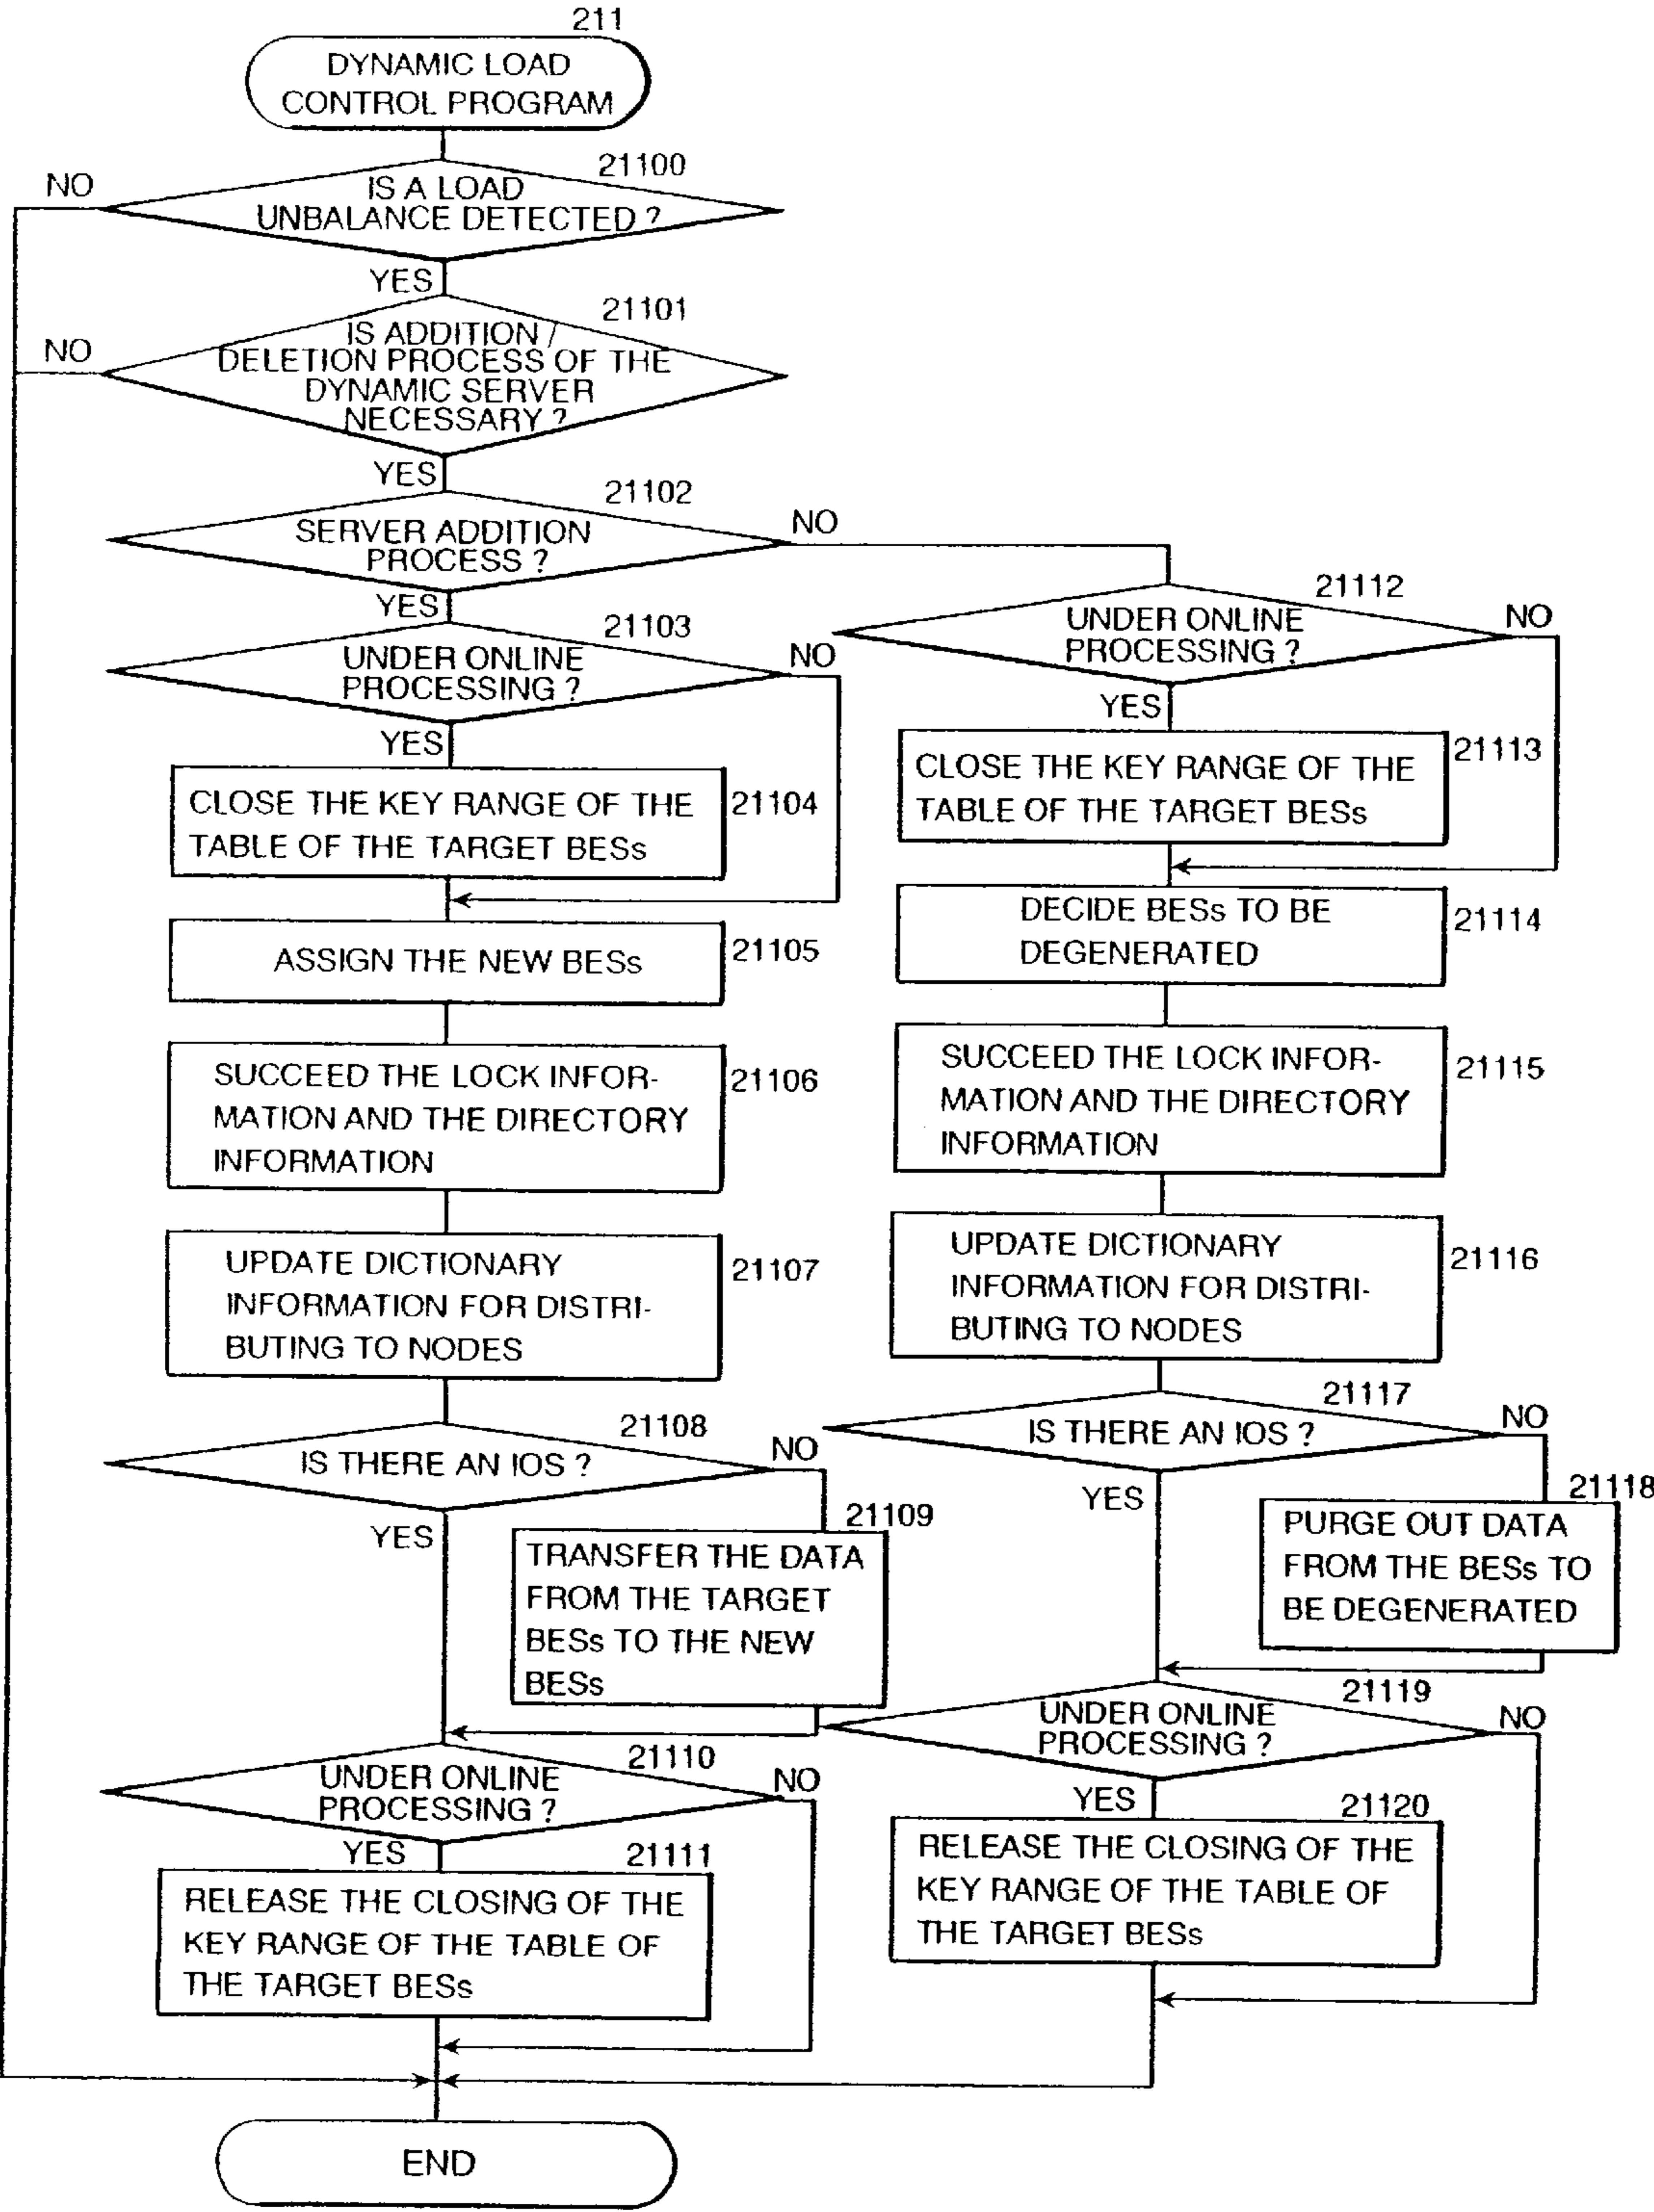 211
DYNAMIC LOAD
CONTROL PROGRAM
21100
NO
IS A LOAD
UNBALANCE DETECTED ?
YES
21101
NO
IS ADDITION /
DELETION PROCESS OF THE
DYNAMIC SERVER
NECESSARY ?
YES
21102
SERVER ADDITION
PROCESS ?
NO
YES
21103
UNDER ONLINE
PROCESSING ?
NO
YES
CLOSE THE KEY RANGE OF THE
TABLE OF THE TARGET BESs
21104
ASSIGN THE NEW BESs
21105
SUCCEED THE LOCK INFOR-
MATION AND THE DIRECTORY
INFORMATION
21106
UPDATE DICTIONARY
INFORMATION FOR DISTRI-
BUTING TO NODES
21107
21108
IS THERE AN IOS ?
NO
YES
21109
TRANSFER THE DATA
FROM THE TARGET
BESs TO THE NEW
BESs
21110
UNDER ONLINE
PROCESSING ?
NO
YES
21111
RELEASE THE CLOSING OF THE
KEY RANGE OF THE TABLE OF
THE TARGET BESs
21112
UNDER ONLINE
PROCESSING ?
NO
YES
21113
CLOSE THE KEY RANGE OF THE
TABLE OF THE TARGET BESs
DECIDE BESs TO BE
DEGENERATED
21114
SUCCEED THE LOCK INFOR-
MATION AND THE DIRECTORY
INFORMATION
21115
UPDATE DICTIONARY
INFORMATION FOR DISTRI-
BUTING TO NODES
21116
21117
IS THERE AN IOS ?
NO
YES
21118
PURGE OUT DATA
FROM THE BESs TO
BE DEGENERATED
21119
UNDER ONLINE
PROCESSING ?
NO
YES
21120
RELEASE THE CLOSING OF THE
KEY RANGE OF THE TABLE OF
THE TARGET BESs
END